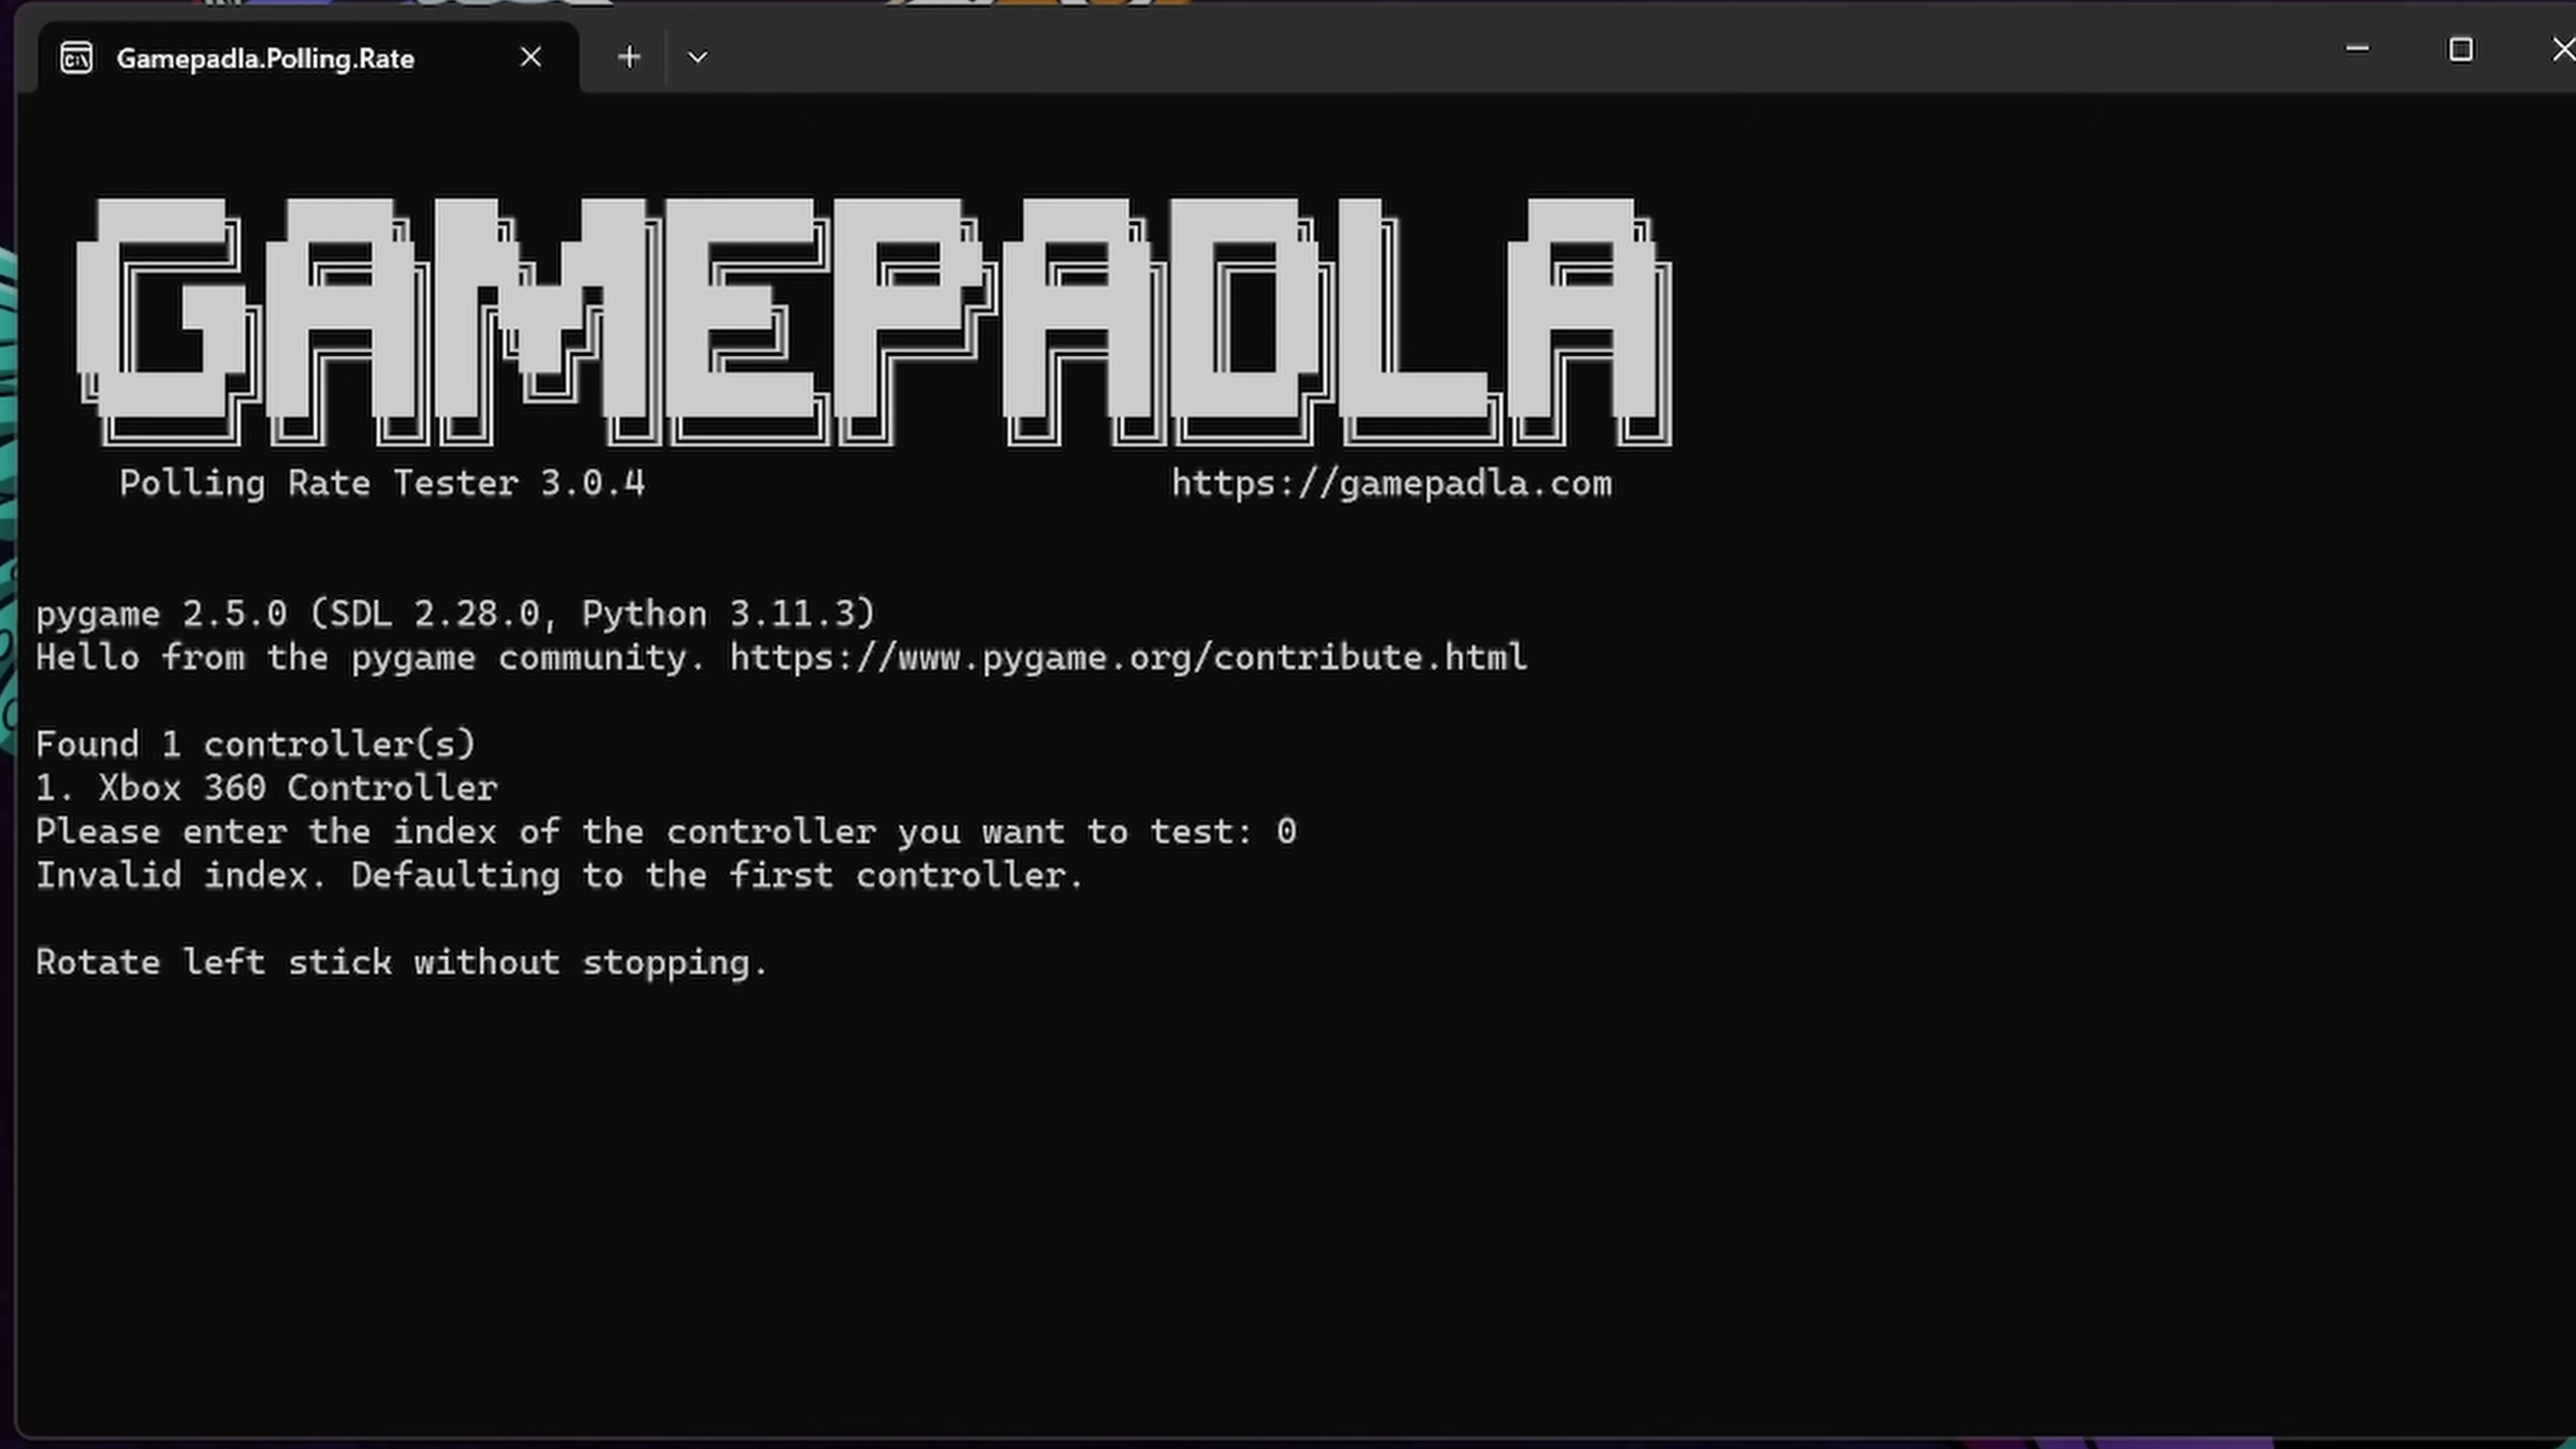 Gamepadla.Polling.Rate
GAMEPADLA
Polling Rate Tester 3.0.4 https://gamepadla.com
pygame 2.5.0 (SDL 2.28.0, Python 3.11.3)
Hello from the pygame community. https://www.pygame.org/contribute.html
Found 1 controller(s)
1. Xbox 360 Controller
Please enter the index of the controller you want to test: 0
Invalid index. Defaulting to the first controller.
Rotate left stick without stopping.